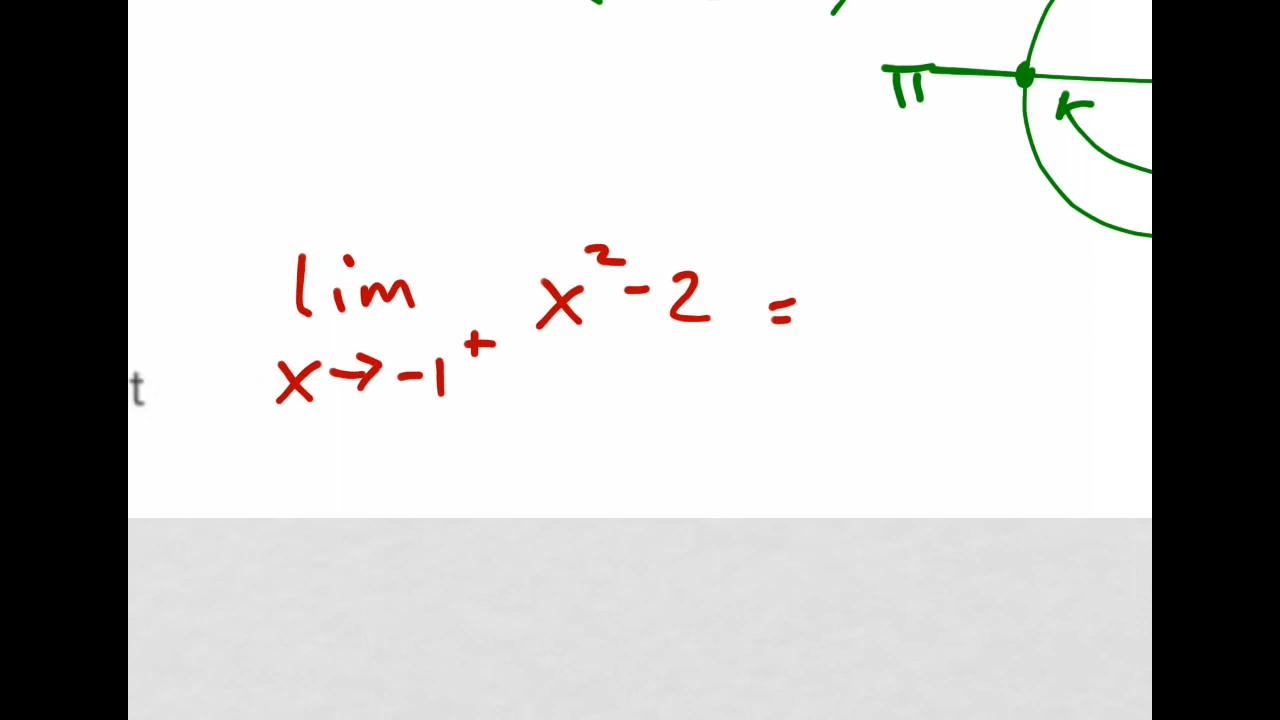 π
lim x² - 2 =
x → -1⁺
t